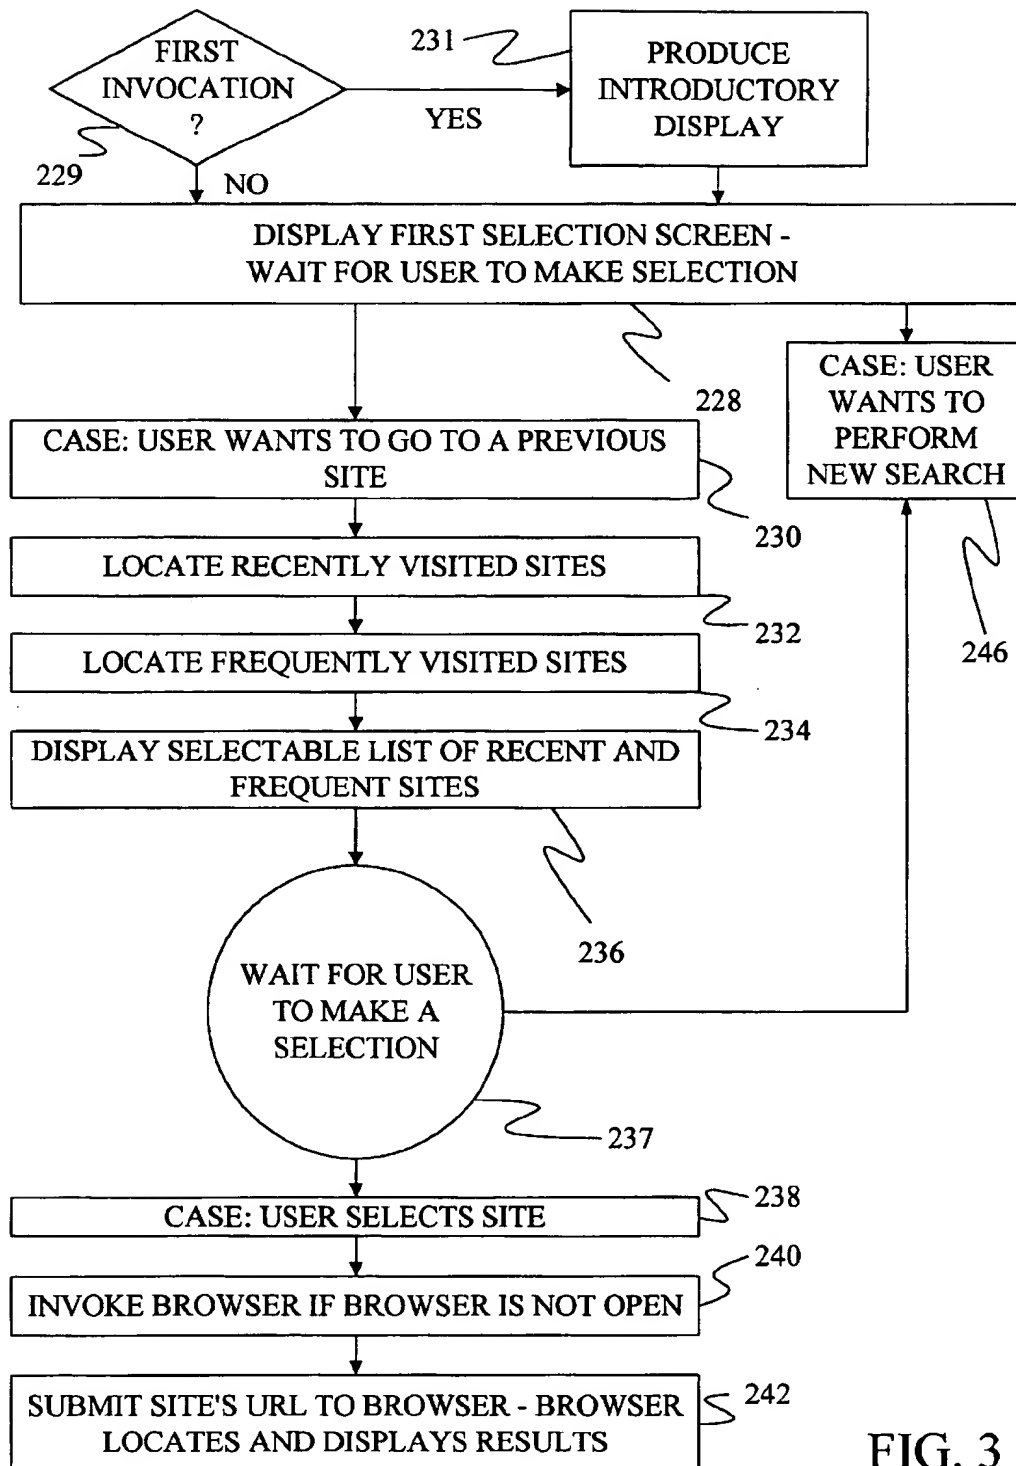 FIRST
INVOCATION
?
229
YES
NO
231
PRODUCE
INTRODUCTORY
DISPLAY
DISPLAY FIRST SELECTION SCREEN -
WAIT FOR USER TO MAKE SELECTION
228
CASE: USER
WANTS TO
PERFORM
NEW SEARCH
246
CASE: USER WANTS TO GO TO A PREVIOUS
SITE
230
LOCATE RECENTLY VISITED SITES
232
LOCATE FREQUENTLY VISITED SITES
234
DISPLAY SELECTABLE LIST OF RECENT AND
FREQUENT SITES
236
WAIT FOR USER
TO MAKE A
SELECTION
237
CASE: USER SELECTS SITE
238
INVOKE BROWSER IF BROWSER IS NOT OPEN
240
SUBMIT SITE'S URL TO BROWSER - BROWSER
LOCATES AND DISPLAYS RESULTS
242
FIG. 3